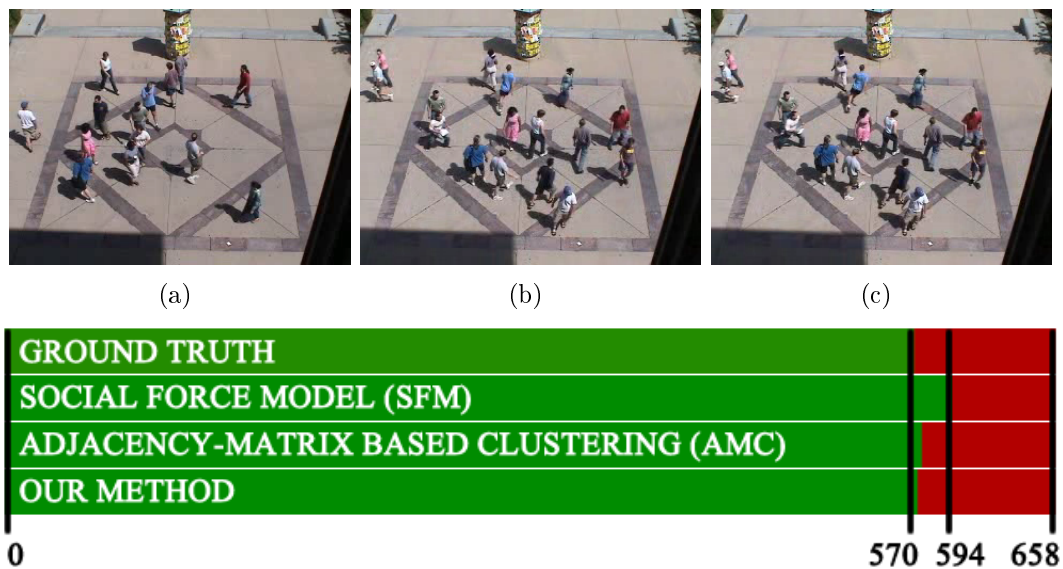 (a) (b) (c)
GROUND TRUTH
SOCIAL FORCE MODEL (SFM)
ADJACENCY-MATRIX BASED CLUSTERING (AMC)
OUR METHOD
0 570 594 658